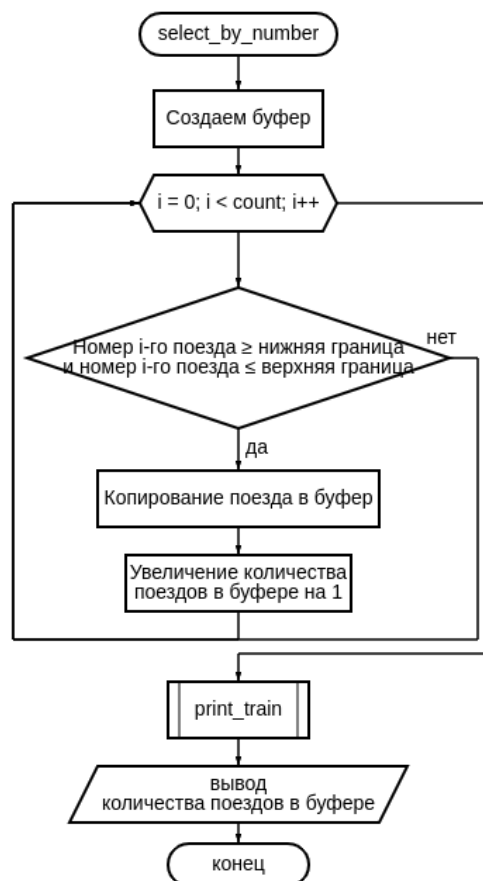 select_by_number
Создаем буфер
i = 0; i < count; i++
Номер i-го поезда ≥ нижняя граница
и номер i-го поезда ≤ верхняя граница
нет
да
Копирование поезда в буфер
Увеличение количества
поездов в буфере на 1
print_train
вывод
количества поездов в буфере
конец